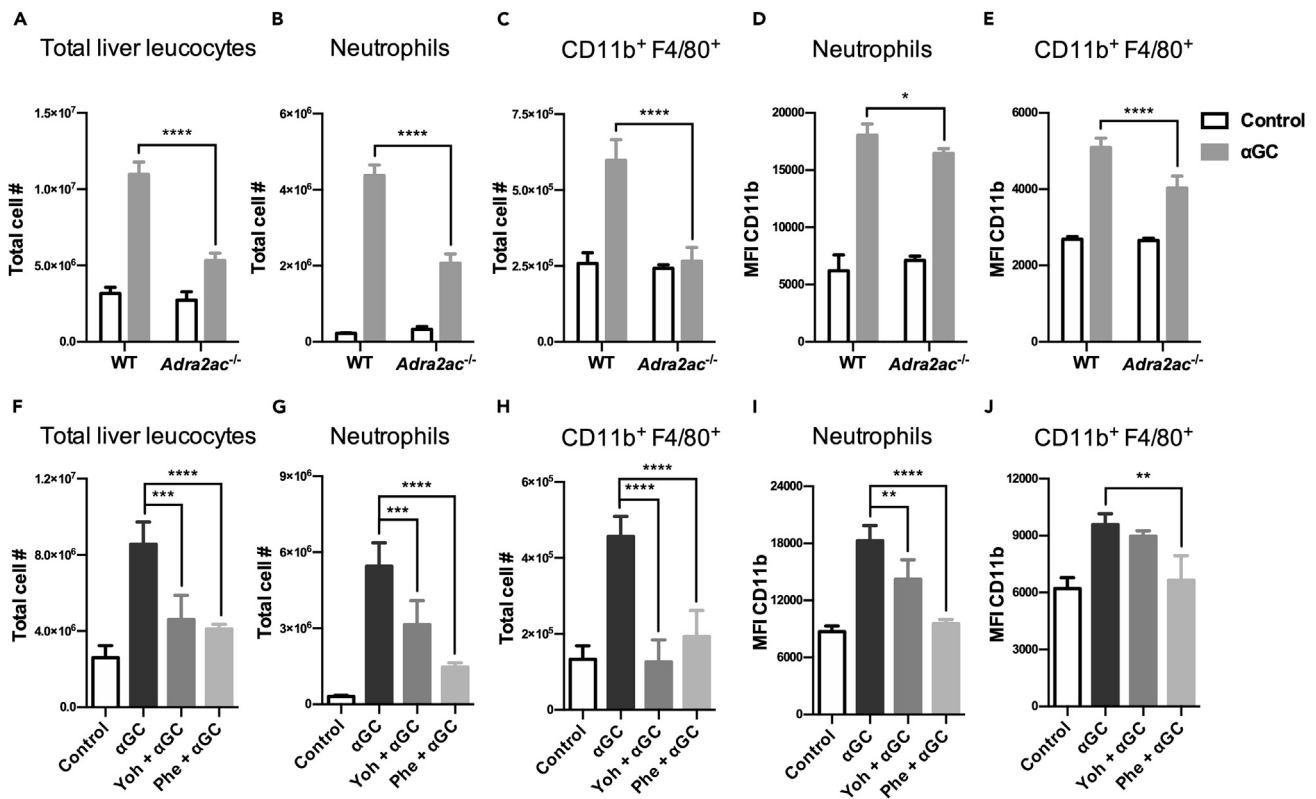 A
Total liver leucocytes
Total cell #
1.5×10⁷
1.0×10⁷
5.0×10⁶
0.0
****
WT
Adra2ac⁻/⁻
B
Neutrophils
Total cell #
6×10⁶
4×10⁶
2×10⁶
0
****
WT
Adra2ac⁻/⁻
C
CD11b⁺ F4/80⁺
Total cell #
7.5×10⁵
5.0×10⁵
2.5×10⁵
0.0
****
WT
Adra2ac⁻/⁻
D
Neutrophils
MFI CD11b
20000
15000
10000
5000
0
*
WT
Adra2ac⁻/⁻
E
CD11b⁺ F4/80⁺
MFI CD11b
6000
4000
2000
0
****
WT
Adra2ac⁻/⁻
Control
αGC
F
Total liver leucocytes
Total cell #
1.2×10⁷
8.0×10⁶
4.0×10⁶
0.0
****
***
Control
αGC
Yoh + αGC
Phe + αGC
G
Neutrophils
Total cell #
9×10⁶
6×10⁶
3×10⁶
0
****
***
Control
αGC
Yoh + αGC
Phe + αGC
H
CD11b⁺ F4/80⁺
Total cell #
6×10⁵
4×10⁵
2×10⁵
0
****
****
Control
αGC
Yoh + αGC
Phe + αGC
I
Neutrophils
MFI CD11b
24000
18000
12000
6000
0
****
**
Control
αGC
Yoh + αGC
Phe + αGC
J
CD11b⁺ F4/80⁺
MFI CD11b
12000
9000
6000
3000
0
**
Control
αGC
Yoh + αGC
Phe + αGC